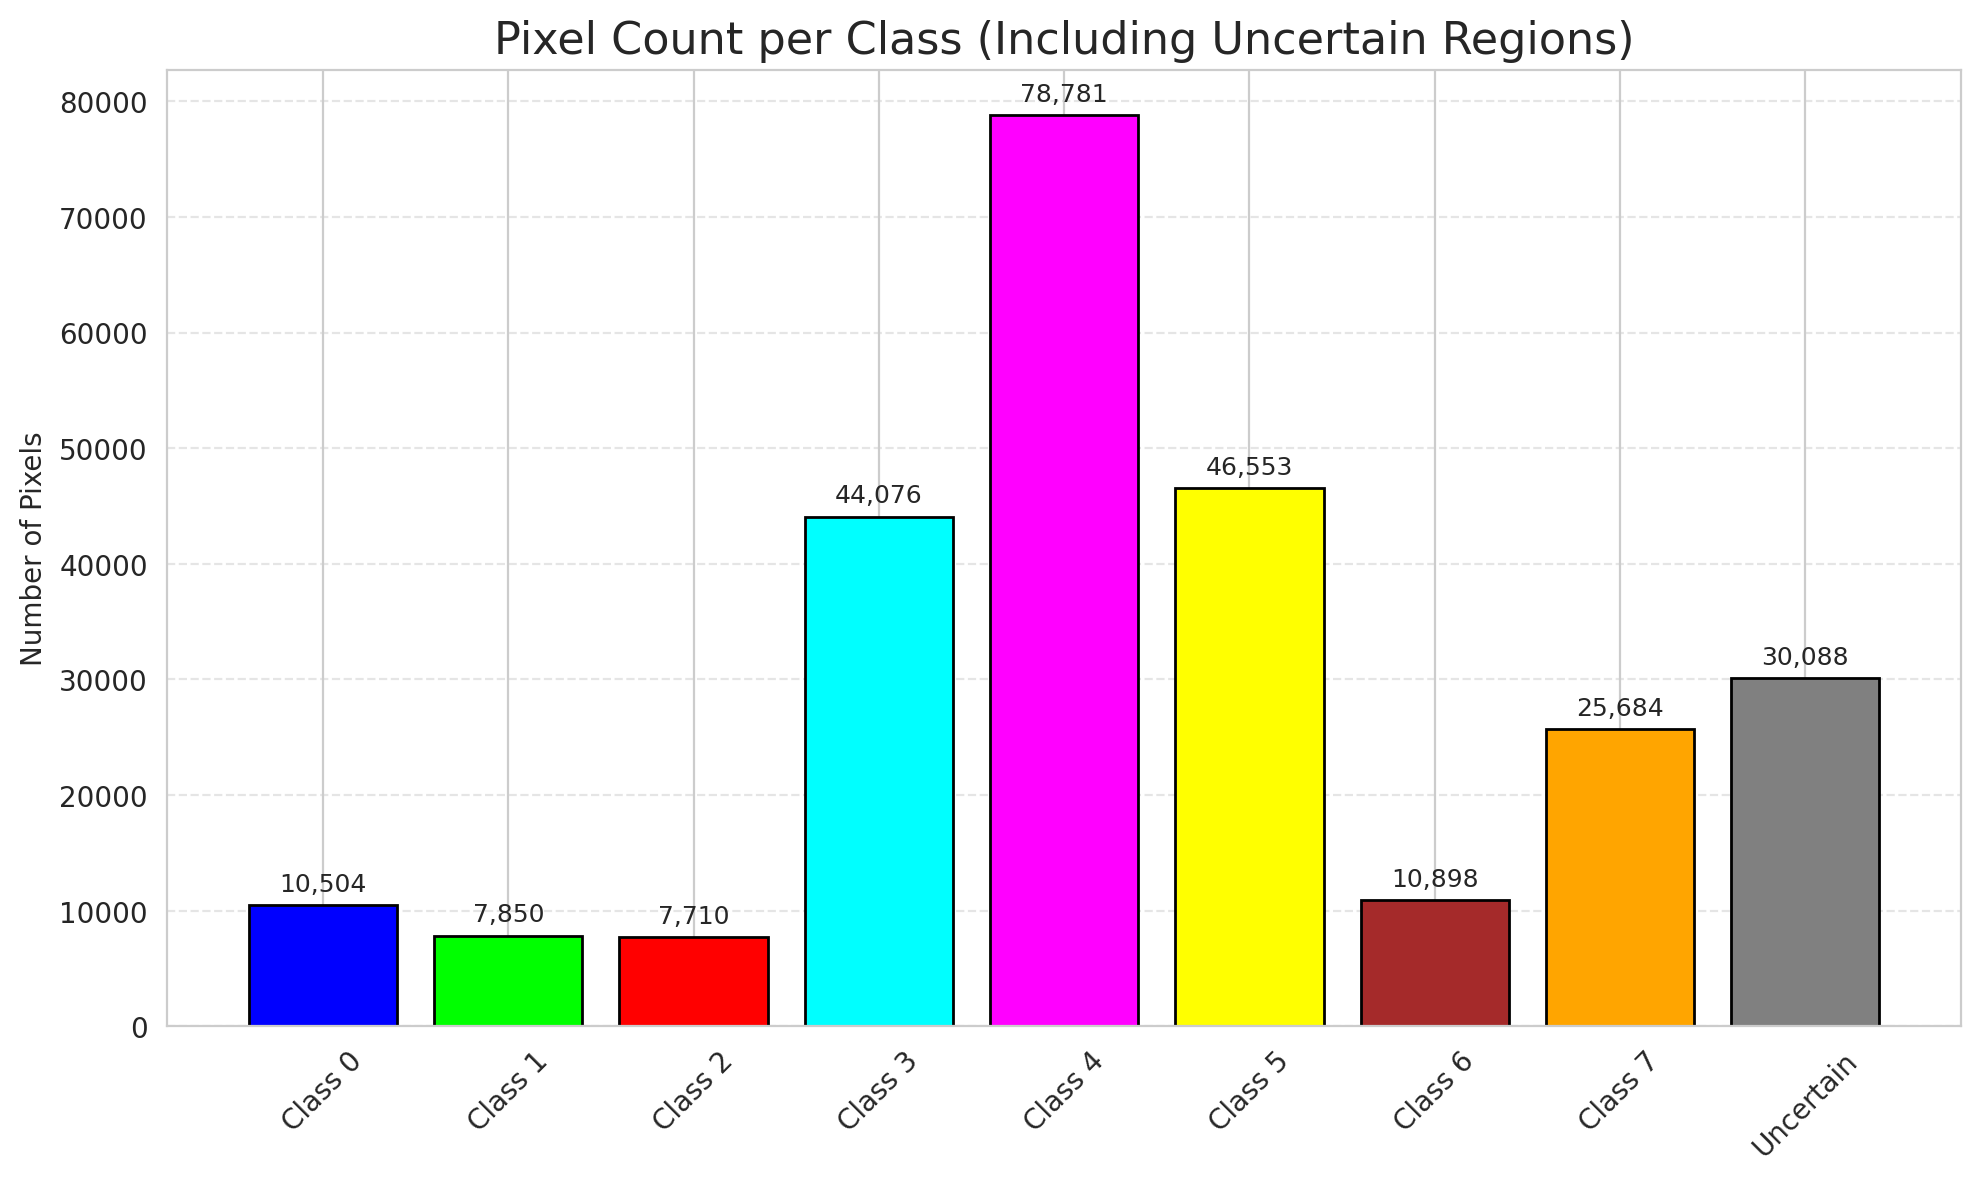 Pixel Count per Class (Including Uncertain Regions)
Number of Pixels
80000
70000
60000
50000
40000
30000
20000
10000
0
10,504
7,850
7,710
44,076
78,781
46,553
10,898
25,684
30,088
Class 0
Class 1
Class 2
Class 3
Class 4
Class 5
Class 6
Class 7
Uncertain